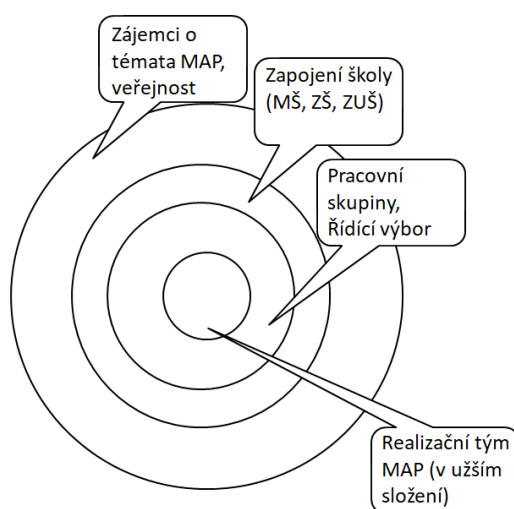 Zájemci o
témata MAP,
veřejnost
Zapojení školy
(MŠ, ZŠ, ZUŠ)
Pracovní
skupiny,
Řídící výbor
Realizační tým
MAP (v užším
složení)